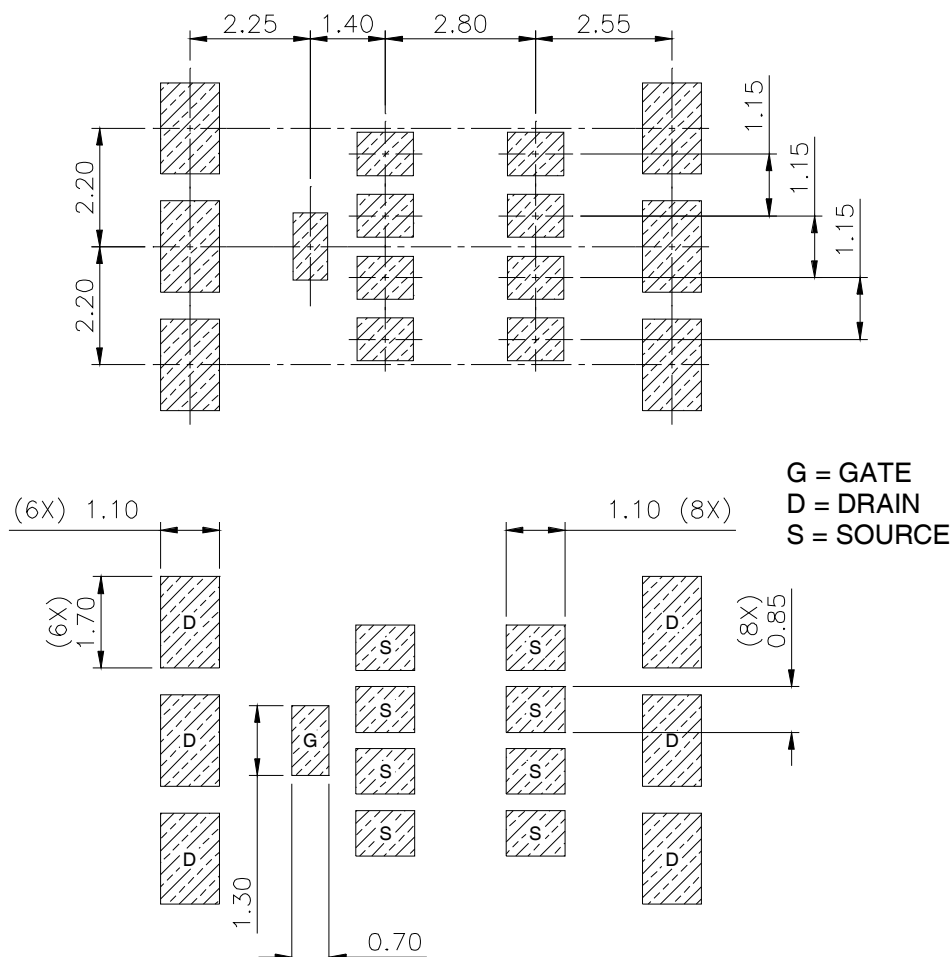 2.25 1.40 2.80 2.55
1.15
1.15
1.15
2.20
2.20
G = GATE
D = DRAIN
S = SOURCE
(6X) 1.10
1.10 (8X)
(6X)
1.70
(8X)
0.85
D
D
S
S
S
S
D
G
D
S
S
S
S
D
D
1.30
0.70